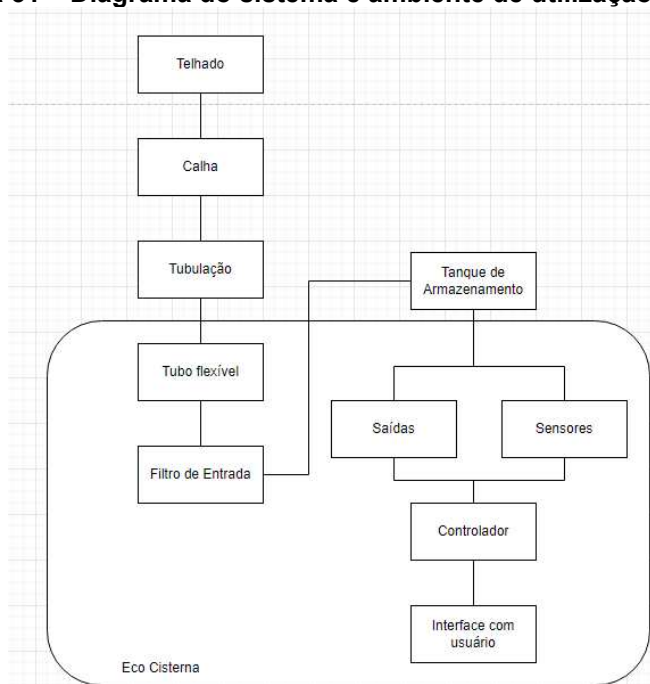 Diagrama do sistema e ambiente de utilização
Telhado
Calha
Tubulação
Tanque de
Armazenamento
Tubo flexível
Saídas
Sensores
Filtro de Entrada
Controlador
Interface com
usuário
Eco Cisterna